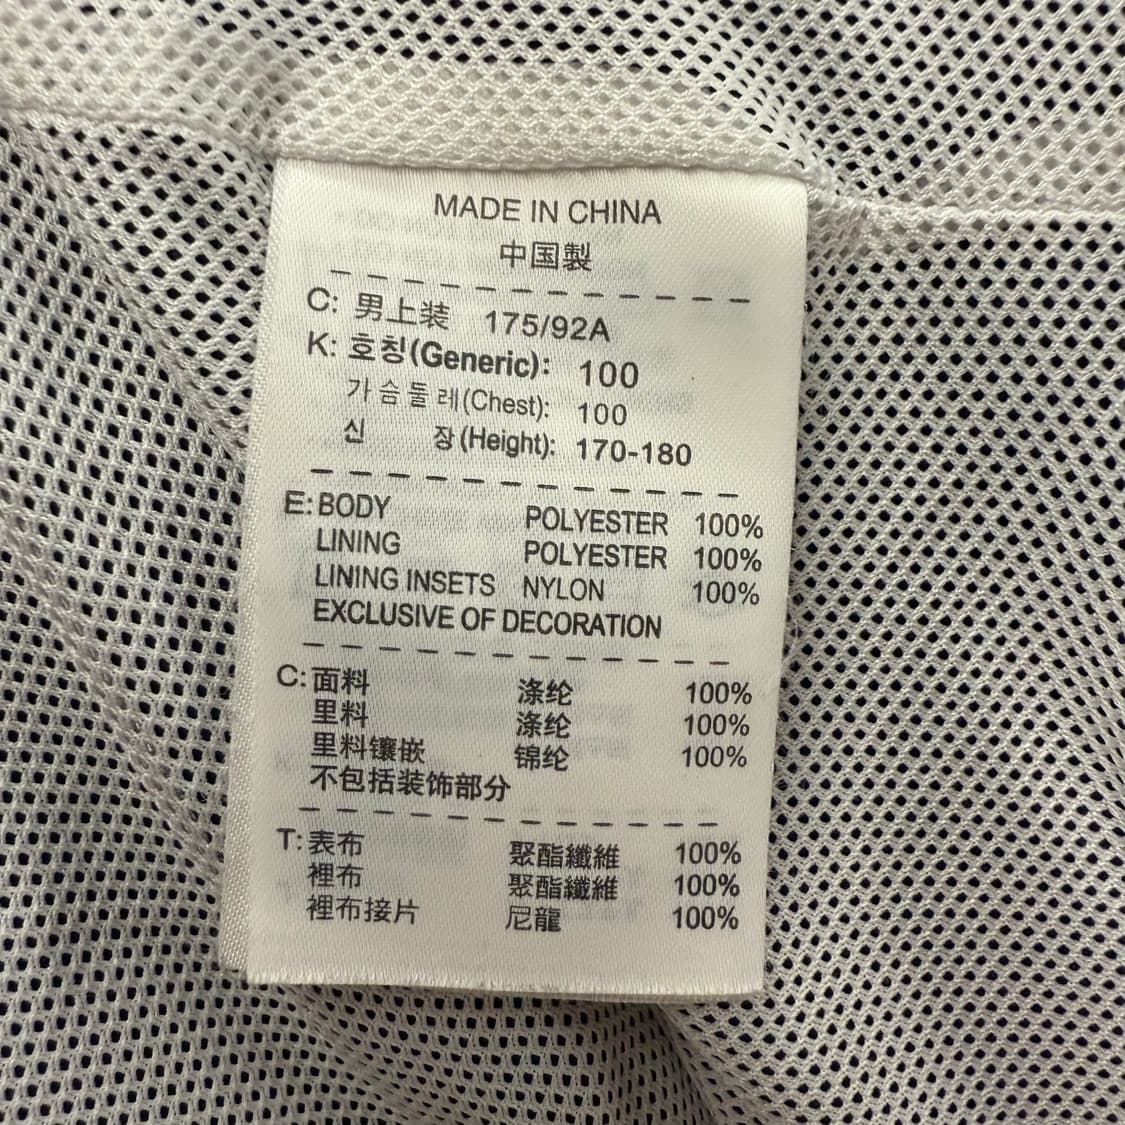 MADE IN CHINA
中国製
C: 男上装 175/92A
K: 호칭(Generic): 100
가슴둘레(Chest): 100
신 장(Height): 170-180
E: BODY POLYESTER 100%
LINING POLYESTER 100%
LINING INSETS NYLON 100%
EXCLUSIVE OF DECORATION
C: 面料 涤纶 100%
里料 涤纶 100%
里料镶嵌 锦纶 100%
不包括装饰部分
T: 表布 聚酯纖維 100%
裡布 聚酯纖維 100%
裡布接片 尼龍 100%